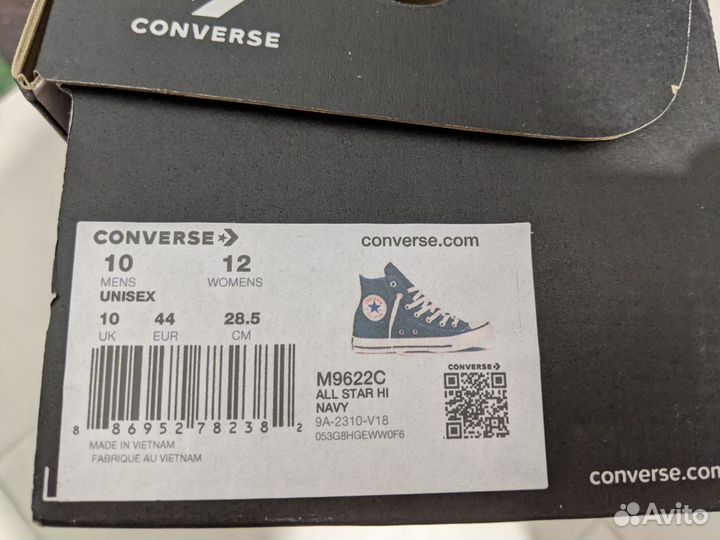 CONVERSE
CONVERSE
converse.com
10 12
MENS WOMENS
UNISEX
10 44 28.5
UK EUR CM
M9622C
ALL STAR HI
NAVY
9A-2310-V18
053G8HGEWW0F6
CONVERSE
8 86952 78238 2
MADE IN VIETNAM
FABRIQUE AU VIETNAM
converse.com
Avito